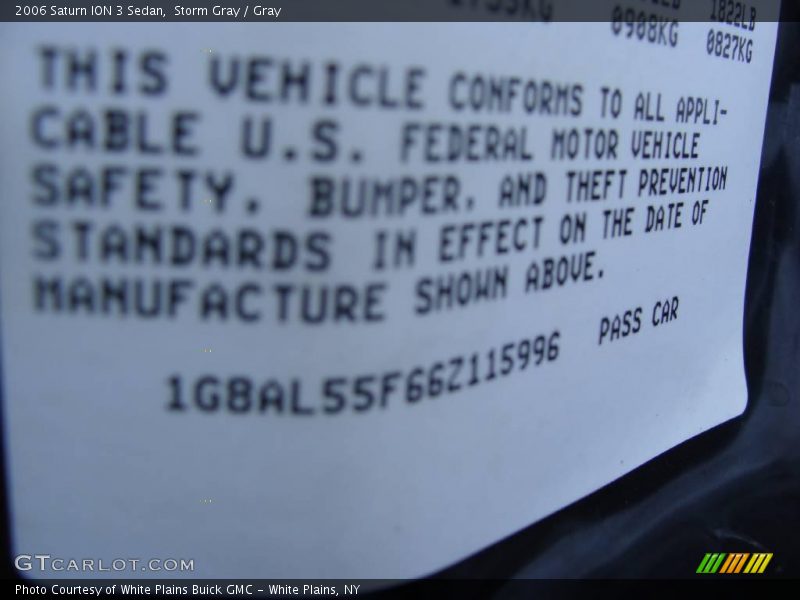 2006 Saturn ION 3 Sedan, Storm Gray / Gray
1822LB
0908KG 0827KG
THIS VEHICLE CONFORMS TO ALL APPLI-
CABLE U.S. FEDERAL MOTOR VEHICLE
SAFETY, BUMPER, AND THEFT PREVENTION
STANDARDS IN EFFECT ON THE DATE OF
MANUFACTURE SHOWN ABOVE.
1G8AL55F66Z115996 PASS CAR
GTCARLOT.COM
Photo Courtesy of White Plains Buick GMC - White Plains, NY